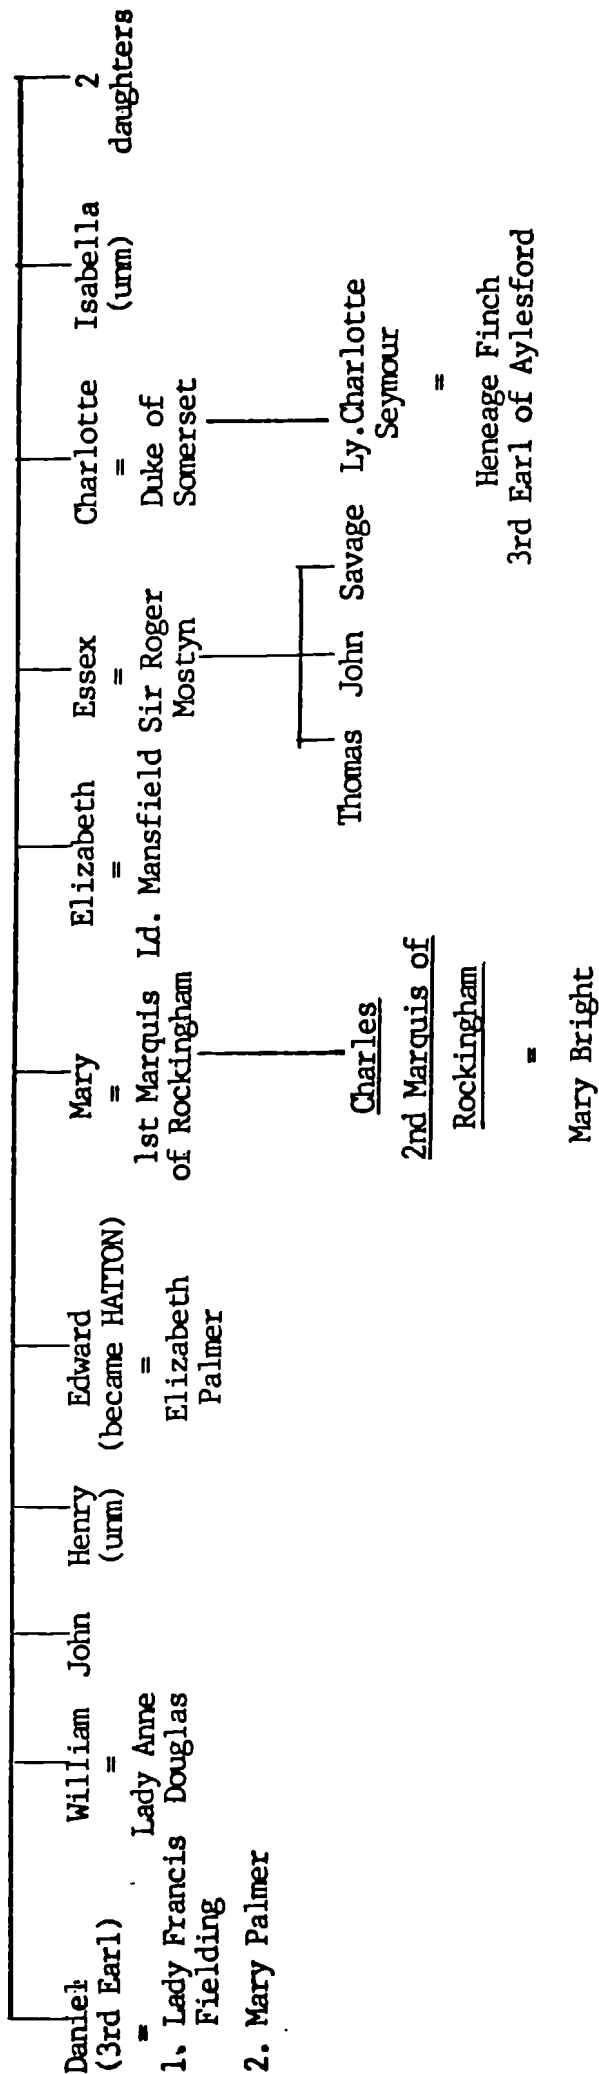 Daniel
(3rd Earl)
=
1. Lady Francis
Fielding
2. Mary Palmer
William
=
Lady Anne
Douglas
John
Henry
(unm)
Edward
(became HATTON)
=
Elizabeth
Palmer
Mary
=
1st Marquis
of Rockingham
Charles
2nd Marquis of
Rockingham
=
Mary Bright
Elizabeth
=
Ld. Mansfield
Essex
=
Sir Roger
Mostyn
Thomas
John
Savage
Charlotte
=
Duke of
Somerset
Ly.Charlotte
Seymour
=
Heneage Finch
3rd Earl of Aylesford
Isabella
(unm)
2
daughters